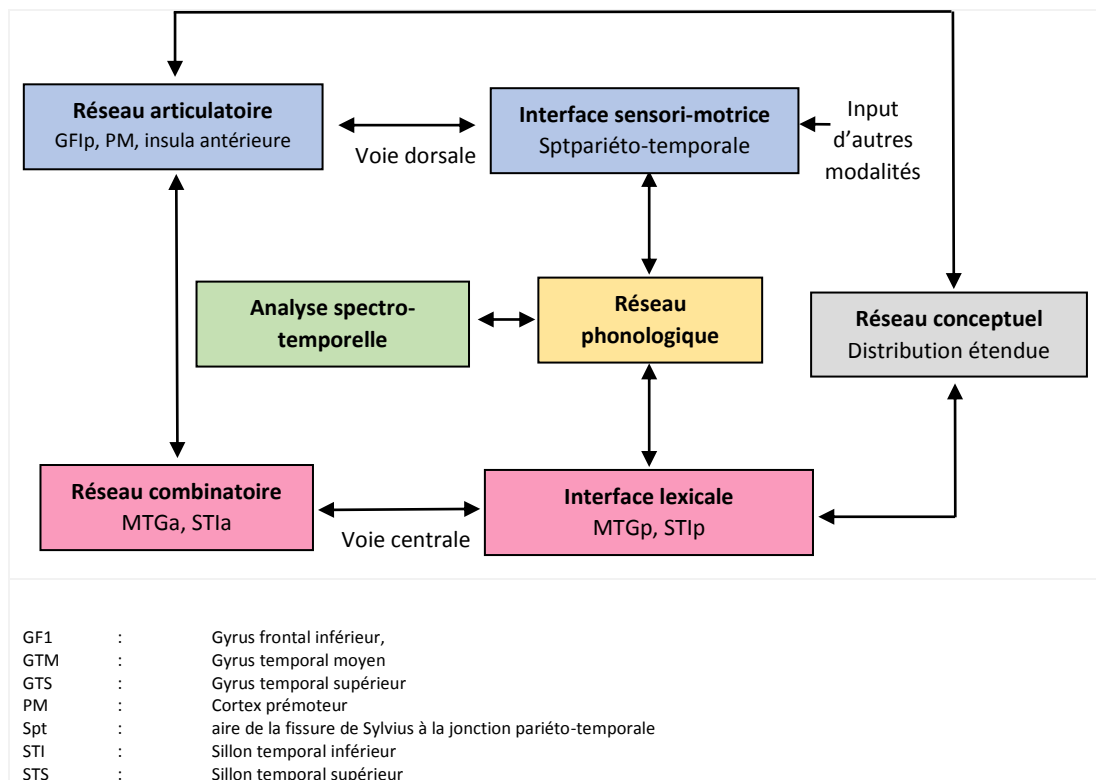 Réseau articulatoire
GFIp, PM, insula antérieure
Voie dorsale
Interface sensori-motrice
Sptpariéto-temporale
Input
d’autres
modalités
Analyse spectro-
temporelle
Réseau
phonologique
Réseau conceptuel
Distribution étendue
Réseau combinatoire
MTGa, STIa
Voie centrale
Interface lexicale
MTGp, STIp
GF1 : Gyrus frontal inférieur,
GTM : Gyrus temporal moyen
GTS : Gyrus temporal supérieur
PM : Cortex prémoteur
Spt : aire de la fissure de Sylvius à la jonction pariéto-temporale
STI : Sillon temporal inférieur
STS : Sillon temporal supérieur